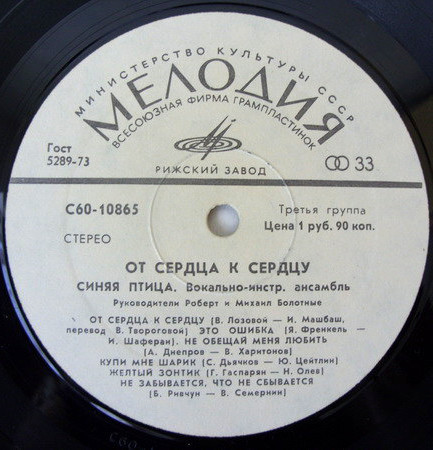 МИНИСТЕРСТВО КУЛЬТУРЫ СССР
МЕЛОДИЯ
ВСЕСОЮЗНАЯ ФИРМА ГРАМПЛАСТИНОК
Гост
5289-73
РИЖСКИЙ ЗАВОД
33
С60-10865
Третья группа
Цена 1 руб. 90 коп.
СТЕРЕО
ОТ СЕРДЦА К СЕРДЦУ
СИНЯЯ ПТИЦА. Вокально-инстр. ансамбль
Руководители Роберт и Михаил Болотные
ОТ СЕРДЦА К СЕРДЦУ (В. Лозовой — И. Машбаш,
перевод В. Твороговой) ЭТО ОШИБКА (Я. Френкель —
И. Шаферан). НЕ ОБЕЩАЙ МЕНЯ ЛЮБИТЬ
(А. Днепров — В. Харитонов)
КУПИ МНЕ ШАРИК (С. Дьячков — Ю. Цейтлин)
ЖЕЛТЫЙ ЗОНТИК (Г. Гаспарян — Н. Олев)
НЕ ЗАБЫВАЕТСЯ, ЧТО НЕ СБЫВАЕТСЯ
(Б. Ривчун — В. Семернин)